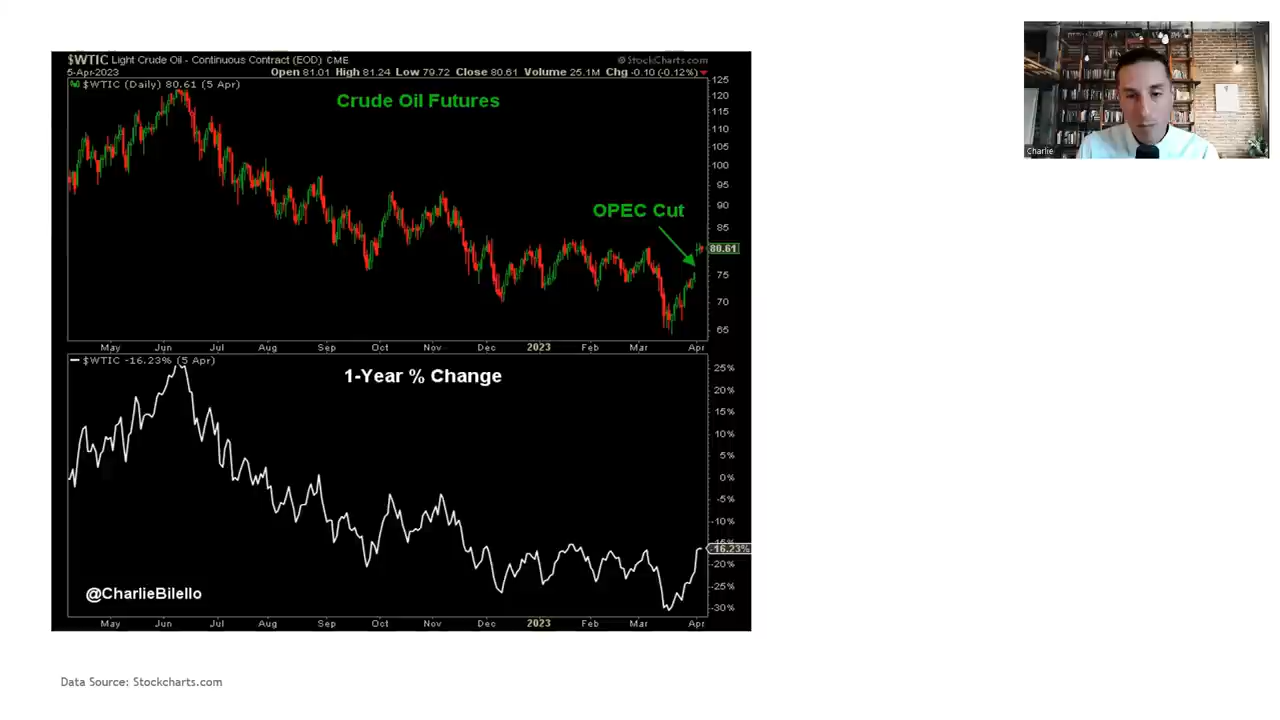 $WTIC Light Crude Oil - Continuous Contract (EOD) CME
© StockCharts.com
5-Apr-2023
Open 81.01 High 81.24 Low 79.72 Close 80.61 Volume 25.1M Chg -0.10 (-0.12%)
$WTIC (Daily) 80.61 (5 Apr)
Crude Oil Futures
OPEC Cut
125
120
115
110
105
100
95
90
85
80.61
75
70
65
May Jun Jul Aug Sep Oct Nov Dec 2023 Feb Mar Apr
$WTIC -16.23% (5 Apr)
1-Year % Change
25%
20%
15%
10%
5%
0%
-5%
-10%
-15%
-16.23%
-20%
-25%
-30%
@CharlieBilello
May Jun Jul Aug Sep Oct Nov Dec 2023 Feb Mar Apr
Data Source: Stockcharts.com
Charlie